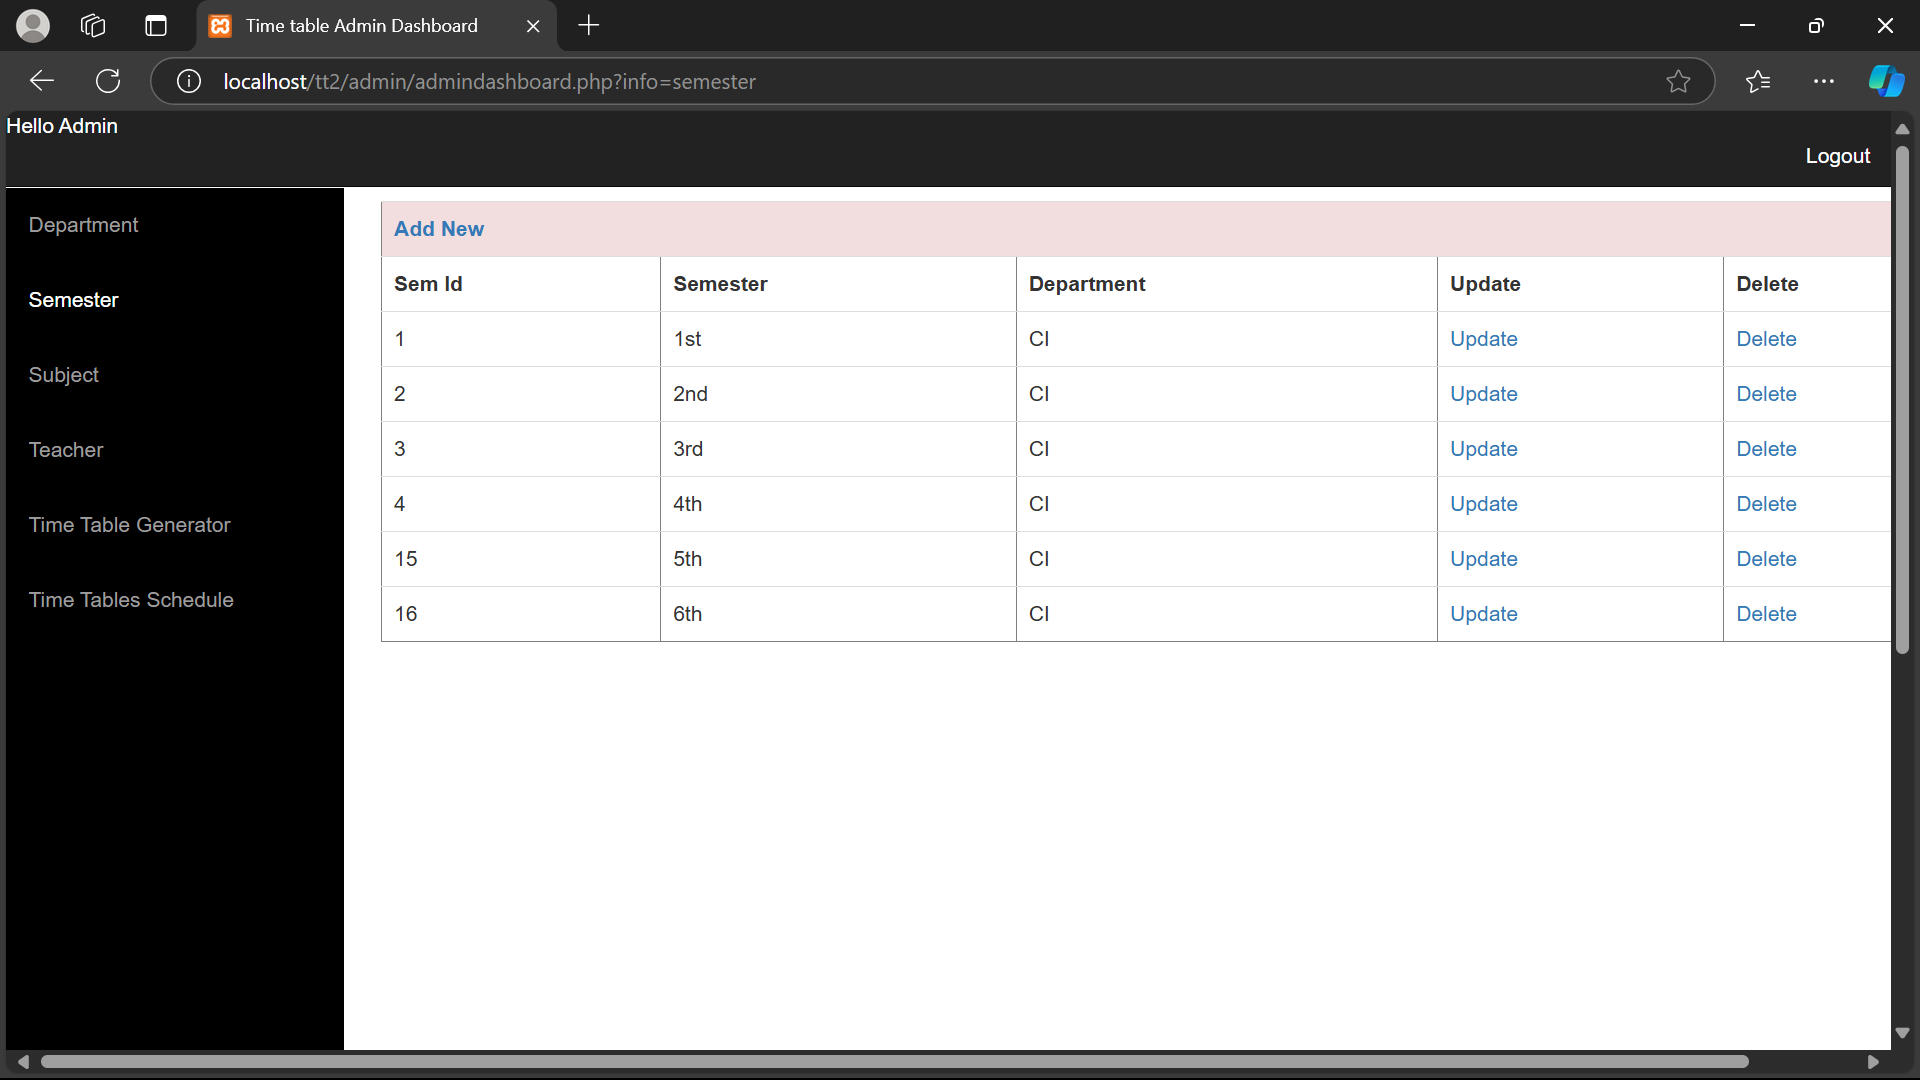 Time table Admin Dashboard
localhost/tt2/admin/admindashboard.php?info=semester
Hello Admin
Logout
Department
Semester
Subject
Teacher
Time Table Generator
Time Tables Schedule
Add New
Sem Id Semester Department Update Delete
1 1st CI Update Delete
2 2nd CI Update Delete
3 3rd CI Update Delete
4 4th CI Update Delete
15 5th CI Update Delete
16 6th CI Update Delete